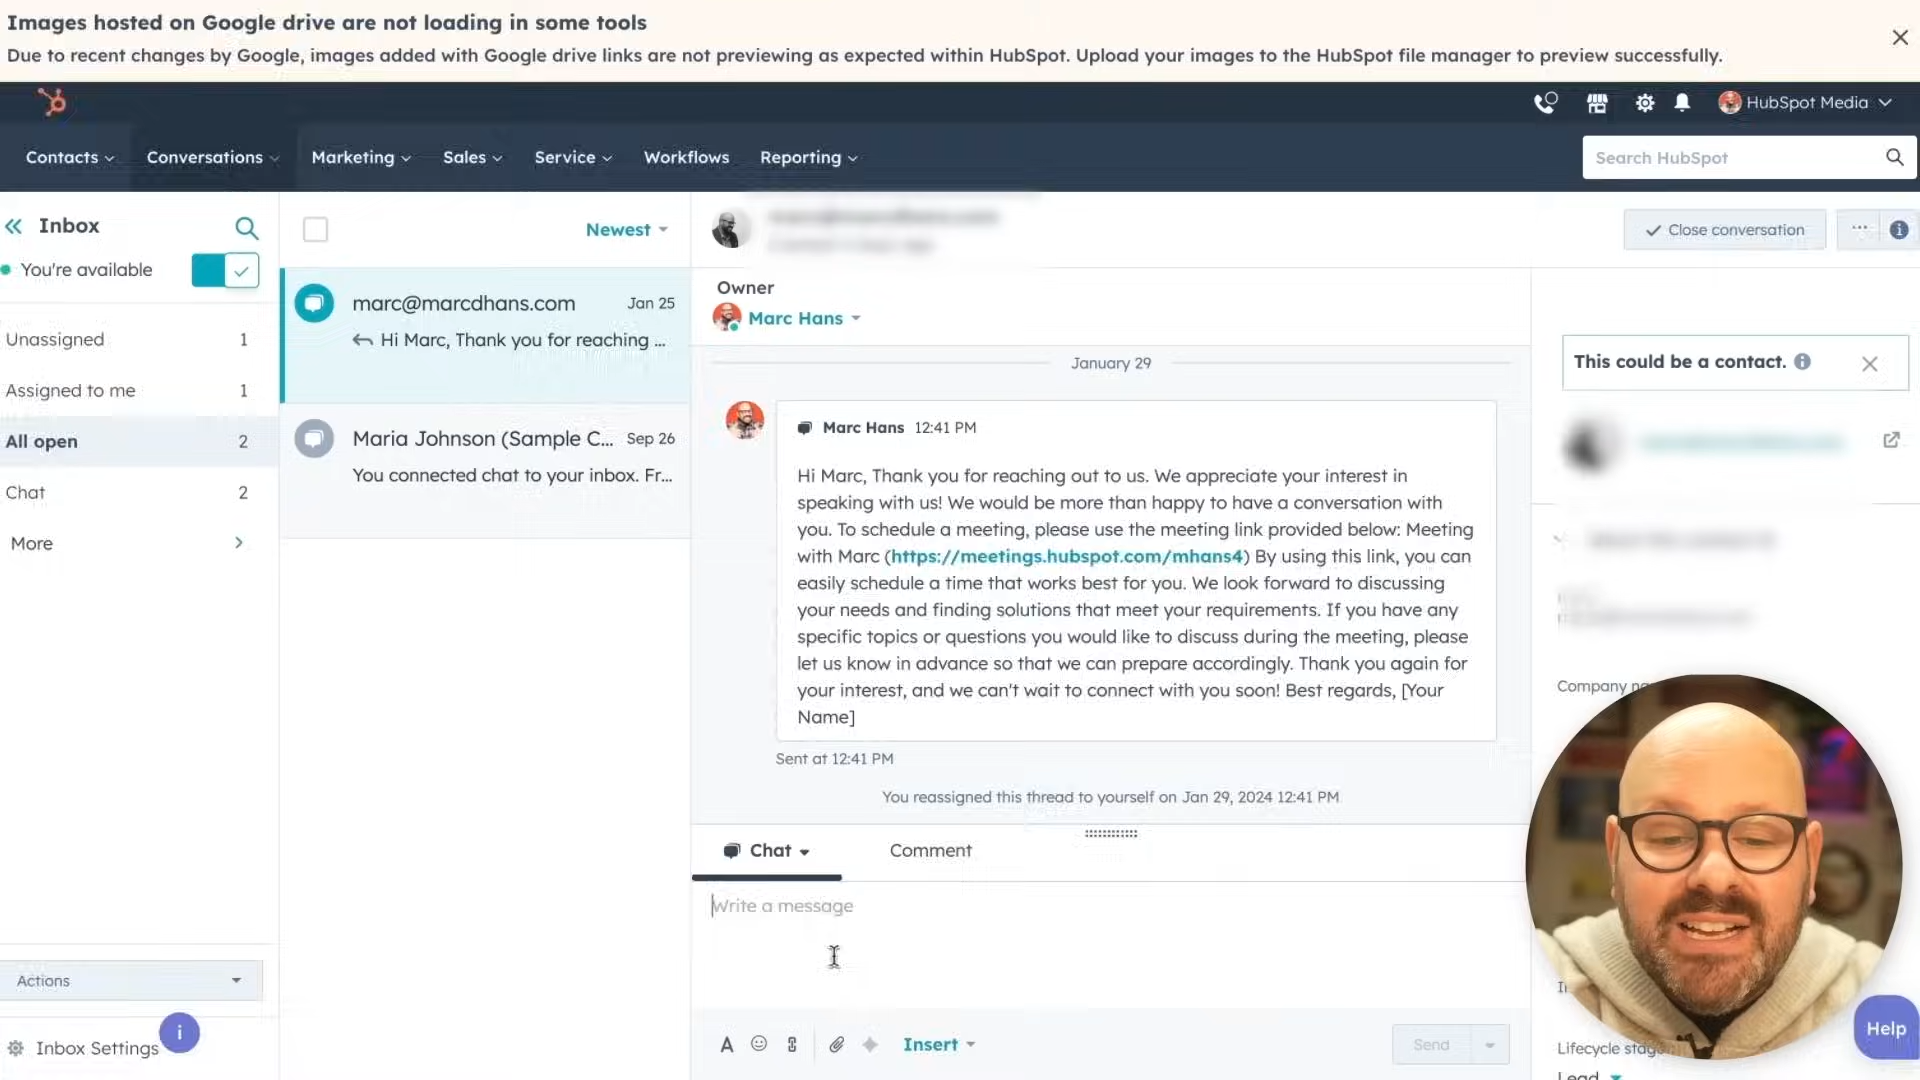 Images hosted on Google drive are not loading in some tools
Due to recent changes by Google, images added with Google drive links are not previewing as expected within HubSpot. Upload your images to the HubSpot file manager to preview successfully.
HubSpot Media
Contacts
Conversations
Marketing
Sales
Service
Workflows
Reporting
Search HubSpot
Inbox
You're available
Unassigned 1
Assigned to me 1
All open 2
Chat 2
More
Actions
Inbox Settings
Newest
marc@marcdhans.com Jan 25
Hi Marc, Thank you for reaching ...
Maria Johnson (Sample C... Sep 26
You connected chat to your inbox. Fr...
Close conversation
Owner
Marc Hans
January 29
Marc Hans 12:41 PM
Hi Marc, Thank you for reaching out to us. We appreciate your interest in
speaking with us! We would be more than happy to have a conversation with
you. To schedule a meeting, please use the meeting link provided below: Meeting
with Marc (https://meetings.hubspot.com/mhans4) By using this link, you can
easily schedule a time that works best for you. We look forward to discussing
your needs and finding solutions that meet your requirements. If you have any
specific topics or questions you would like to discuss during the meeting, please
let us know in advance so that we can prepare accordingly. Thank you again for
your interest, and we can't wait to connect with you soon! Best regards, [Your
Name]
Sent at 12:41 PM
You reassigned this thread to yourself on Jan 29, 2024 12:41 PM
Chat
Comment
Write a message
Insert
Send
This could be a contact.
Company
Lifecycle
Lead
Help